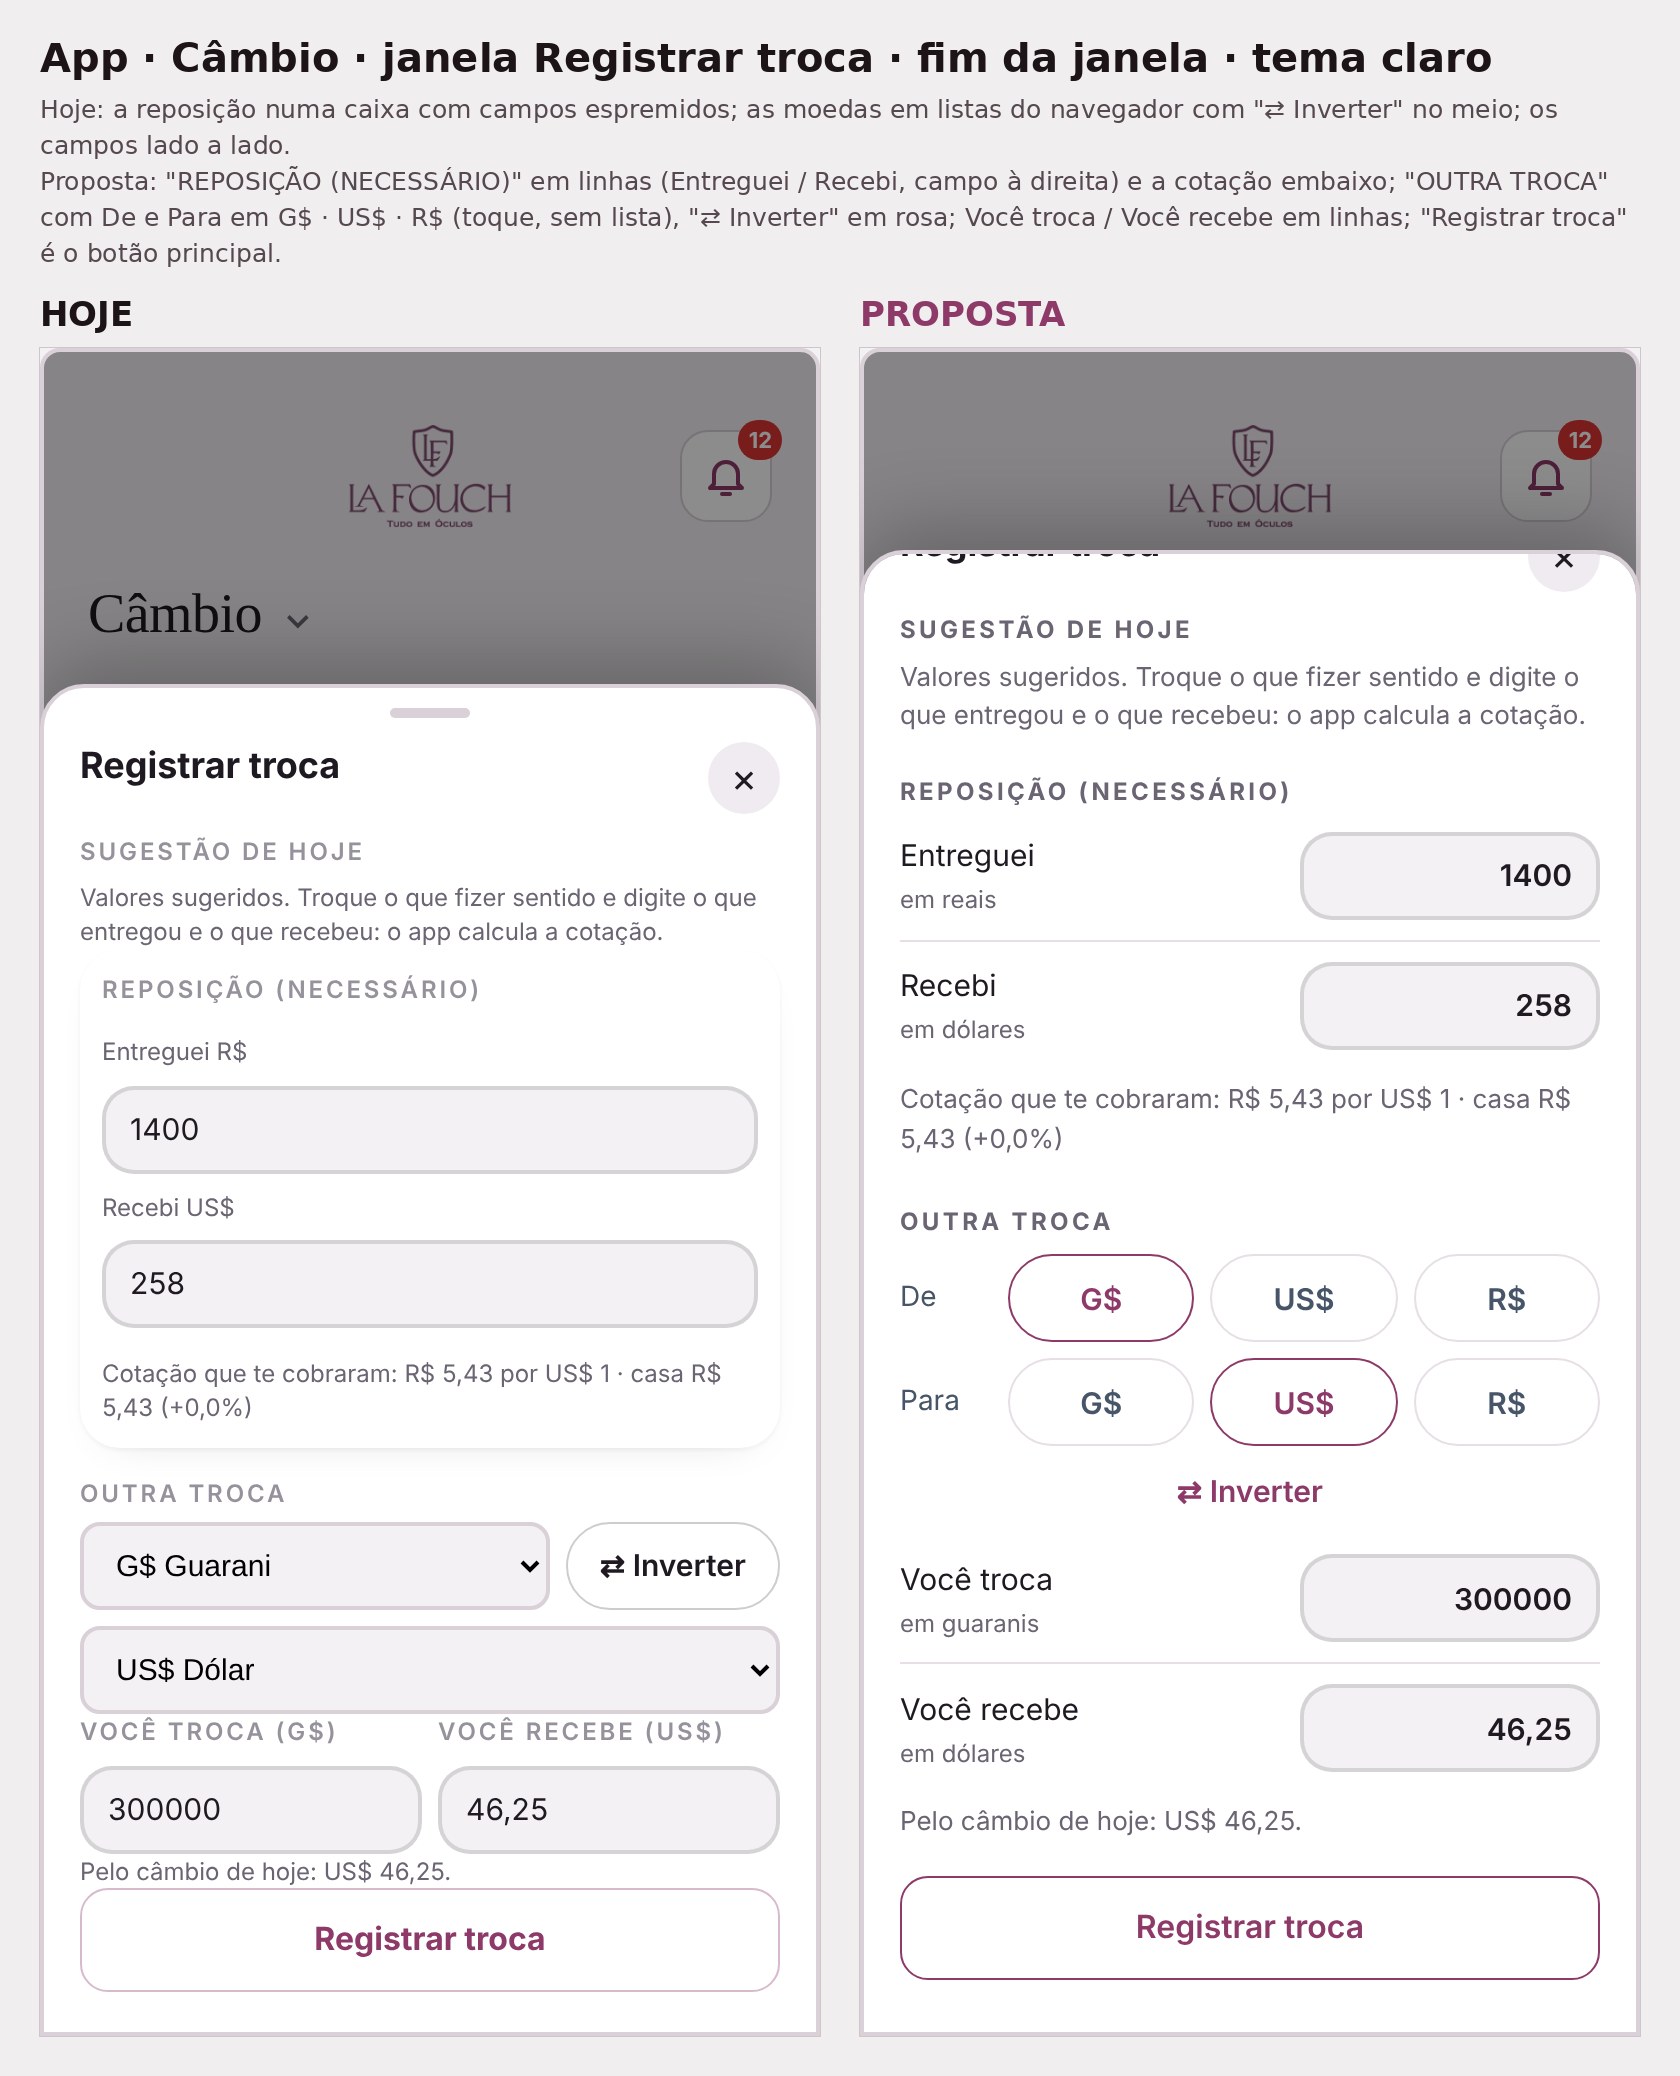 App · Câmbio · janela Registrar troca · fim da janela · tema claro
Hoje: a reposição numa caixa com campos espremidos; as moedas em listas do navegador com "⇄ Inverter" no meio; os
campos lado a lado.
Proposta: "REPOSIÇÃO (NECESSÁRIO)" em linhas (Entreguei / Recebi, campo à direita) e a cotação embaixo; "OUTRA TROCA"
com De e Para em G$ · US$ · R$ (toque, sem lista), "⇄ Inverter" em rosa; Você troca / Você recebe em linhas; "Registrar troca"
é o botão principal.
HOJE
LF
LA FOUCH
TUDO EM ÓCULOS
12
Câmbio
Registrar troca
×
SUGESTÃO DE HOJE
Valores sugeridos. Troque o que fizer sentido e digite o que
entregou e o que recebeu: o app calcula a cotação.
REPOSIÇÃO (NECESSÁRIO)
Entreguei R$
1400
Recebi US$
258
Cotação que te cobraram: R$ 5,43 por US$ 1 · casa R$
5,43 (+0,0%)
OUTRA TROCA
G$ Guarani
⇄ Inverter
US$ Dólar
VOCÊ TROCA (G$)
VOCÊ RECEBE (US$)
300000
46,25
Pelo câmbio de hoje: US$ 46,25.
Registrar troca
PROPOSTA
LF
LA FOUCH
TUDO EM ÓCULOS
12
Registrar troca
×
SUGESTÃO DE HOJE
Valores sugeridos. Troque o que fizer sentido e digite o
que entregou e o que recebeu: o app calcula a cotação.
REPOSIÇÃO (NECESSÁRIO)
Entreguei
em reais
1400
Recebi
em dólares
258
Cotação que te cobraram: R$ 5,43 por US$ 1 · casa R$
5,43 (+0,0%)
OUTRA TROCA
De
G$
US$
R$
Para
G$
US$
R$
⇄ Inverter
Você troca
em guaranis
300000
Você recebe
em dólares
46,25
Pelo câmbio de hoje: US$ 46,25.
Registrar troca